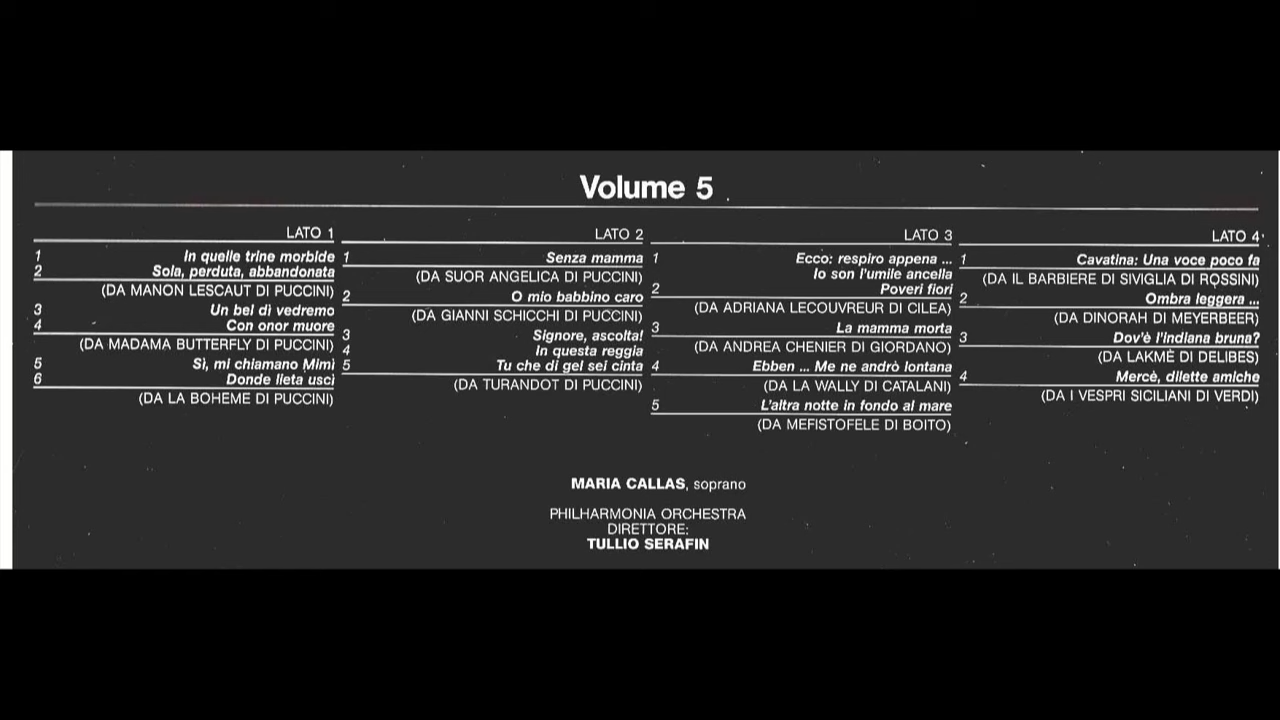 Volume 5
LATO 1
1 In quelle trine morbide
2 Sola, perduta, abbandonata
(DA MANON LESCAUT DI PUCCINI)
3 Un bel dì vedremo
4 Con onor muore
(DA MADAMA BUTTERFLY DI PUCCINI)
5 Sì, mi chiamano Mimì
6 Donde lieta uscì
(DA LA BOHEME DI PUCCINI)
LATO 2
1 Senza mamma
(DA SUOR ANGELICA DI PUCCINI)
2 O mio babbino caro
(DA GIANNI SCHICCHI DI PUCCINI)
3 Signore, ascolta!
4 In questa reggia
5 Tu che di gel sei cinta
(DA TURANDOT DI PUCCINI)
LATO 3
1 Ecco: respiro appena ...
Io son l'umile ancella
2 Poveri fiori
(DA ADRIANA LECOUVREUR DI CILEA)
3 La mamma morta
(DA ANDREA CHENIER DI GIORDANO)
4 Ebben ... Me ne andrò lontana
(DA LA WALLY DI CATALANI)
5 L'altra notte in fondo al mare
(DA MEFISTOFELE DI BOITO)
LATO 4
1 Cavatina: Una voce poco fa
(DA IL BARBIERE DI SIVIGLIA DI ROSSINI)
2 Ombra leggera ...
(DA DINORAH DI MEYERBEER)
3 Dov'è l'indiana bruna?
(DA LAKMÈ DI DELIBES)
4 Mercè, dilette amiche
(DA I VESPRI SICILIANI DI VERDI)
MARIA CALLAS, soprano
PHILHARMONIA ORCHESTRA
DIRETTORE:
TULLIO SERAFIN